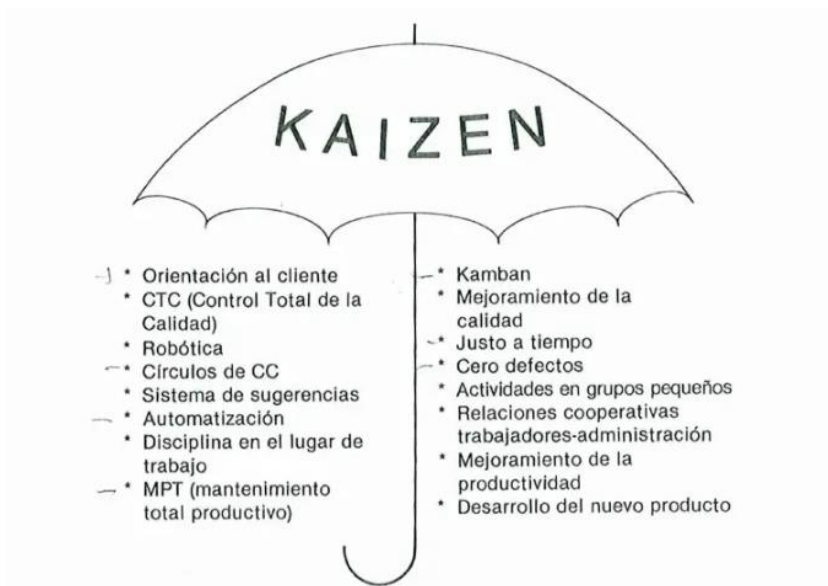 KAIZEN
* Orientación al cliente
* CTC (Control Total de la
Calidad)
* Robótica
* Círculos de CC
* Sistema de sugerencias
* Automatización
* Disciplina en el lugar de
trabajo
* MPT (mantenimiento
total productivo)
* Kamban
* Mejoramiento de la
calidad
* Justo a tiempo
* Cero defectos
* Actividades en grupos pequeños
* Relaciones cooperativas
trabajadores-administración
* Mejoramiento de la
productividad
* Desarrollo del nuevo producto